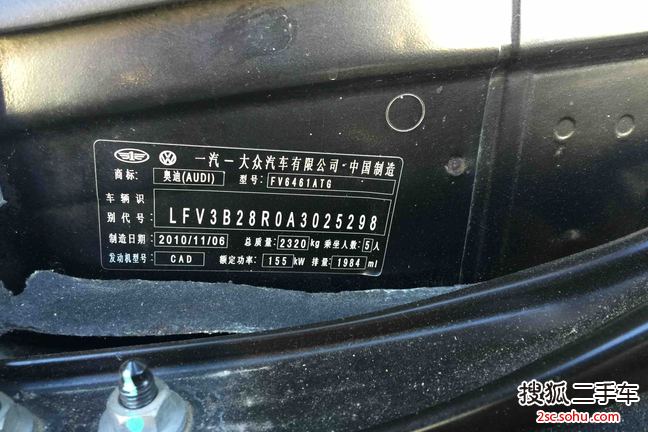 一汽一大众汽车有限公司·中国制造
商标: 奥迪(AUDI) 型号: FV6461ATG
车辆识
别代号: LFV3B28R0A3025298
制造日期: 2010/11/06 总质量: 2320 kg 乘坐人数: 5 人
发动机型号: CAD 额定功率: 155 kW 排量: 1984 ml
搜狐二手车
2sc.sohu.com